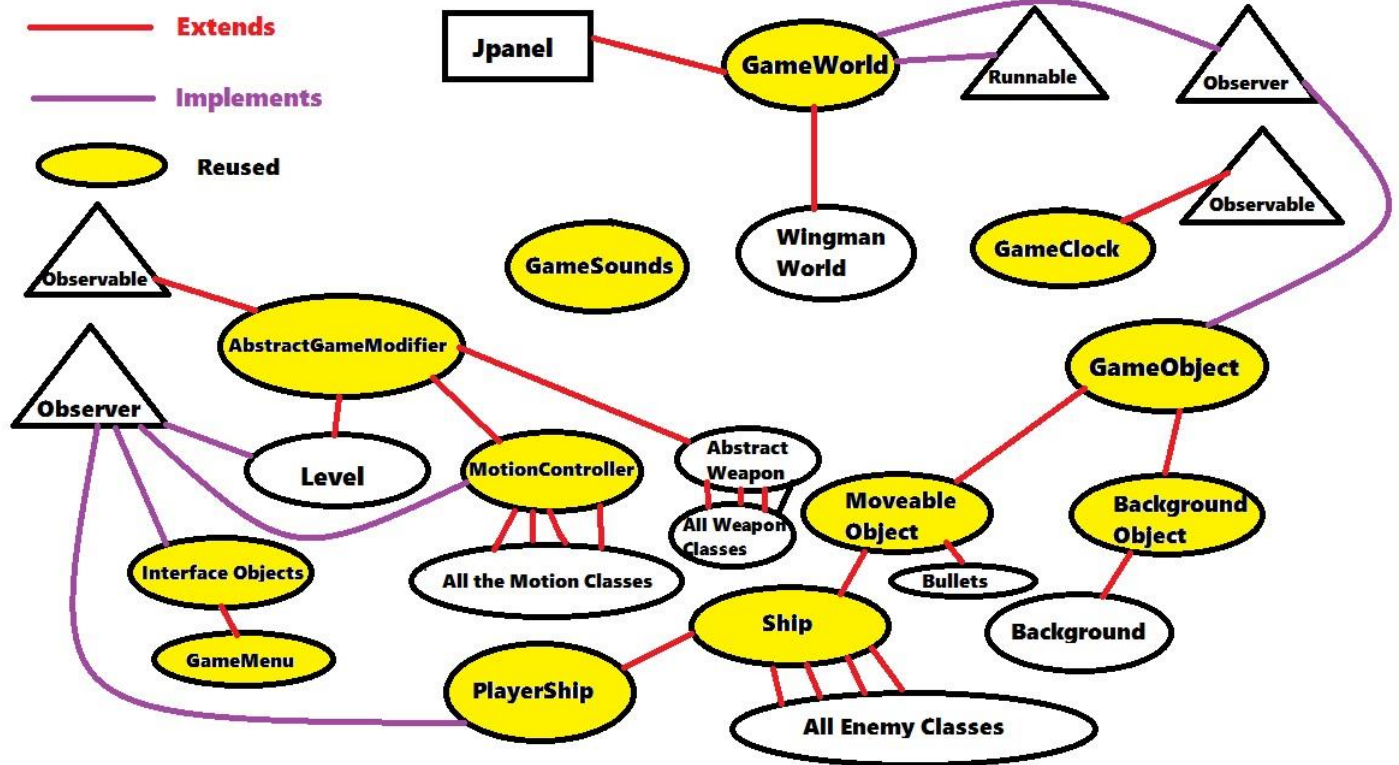 Extends
Jpanel
GameWorld
Runnable
Observer
Implements
Reused
Observable
Wingman
World
GameClock
GameSounds
Observable
AbstractGameModifier
GameObject
Observer
Level
MotionController
Abstract
Weapon
Moveable
Object
Background
Object
All Weapon
Classes
Interface Objects
All the Motion Classes
Bullets
Ship
Background
GameMenu
PlayerShip
All Enemy Classes